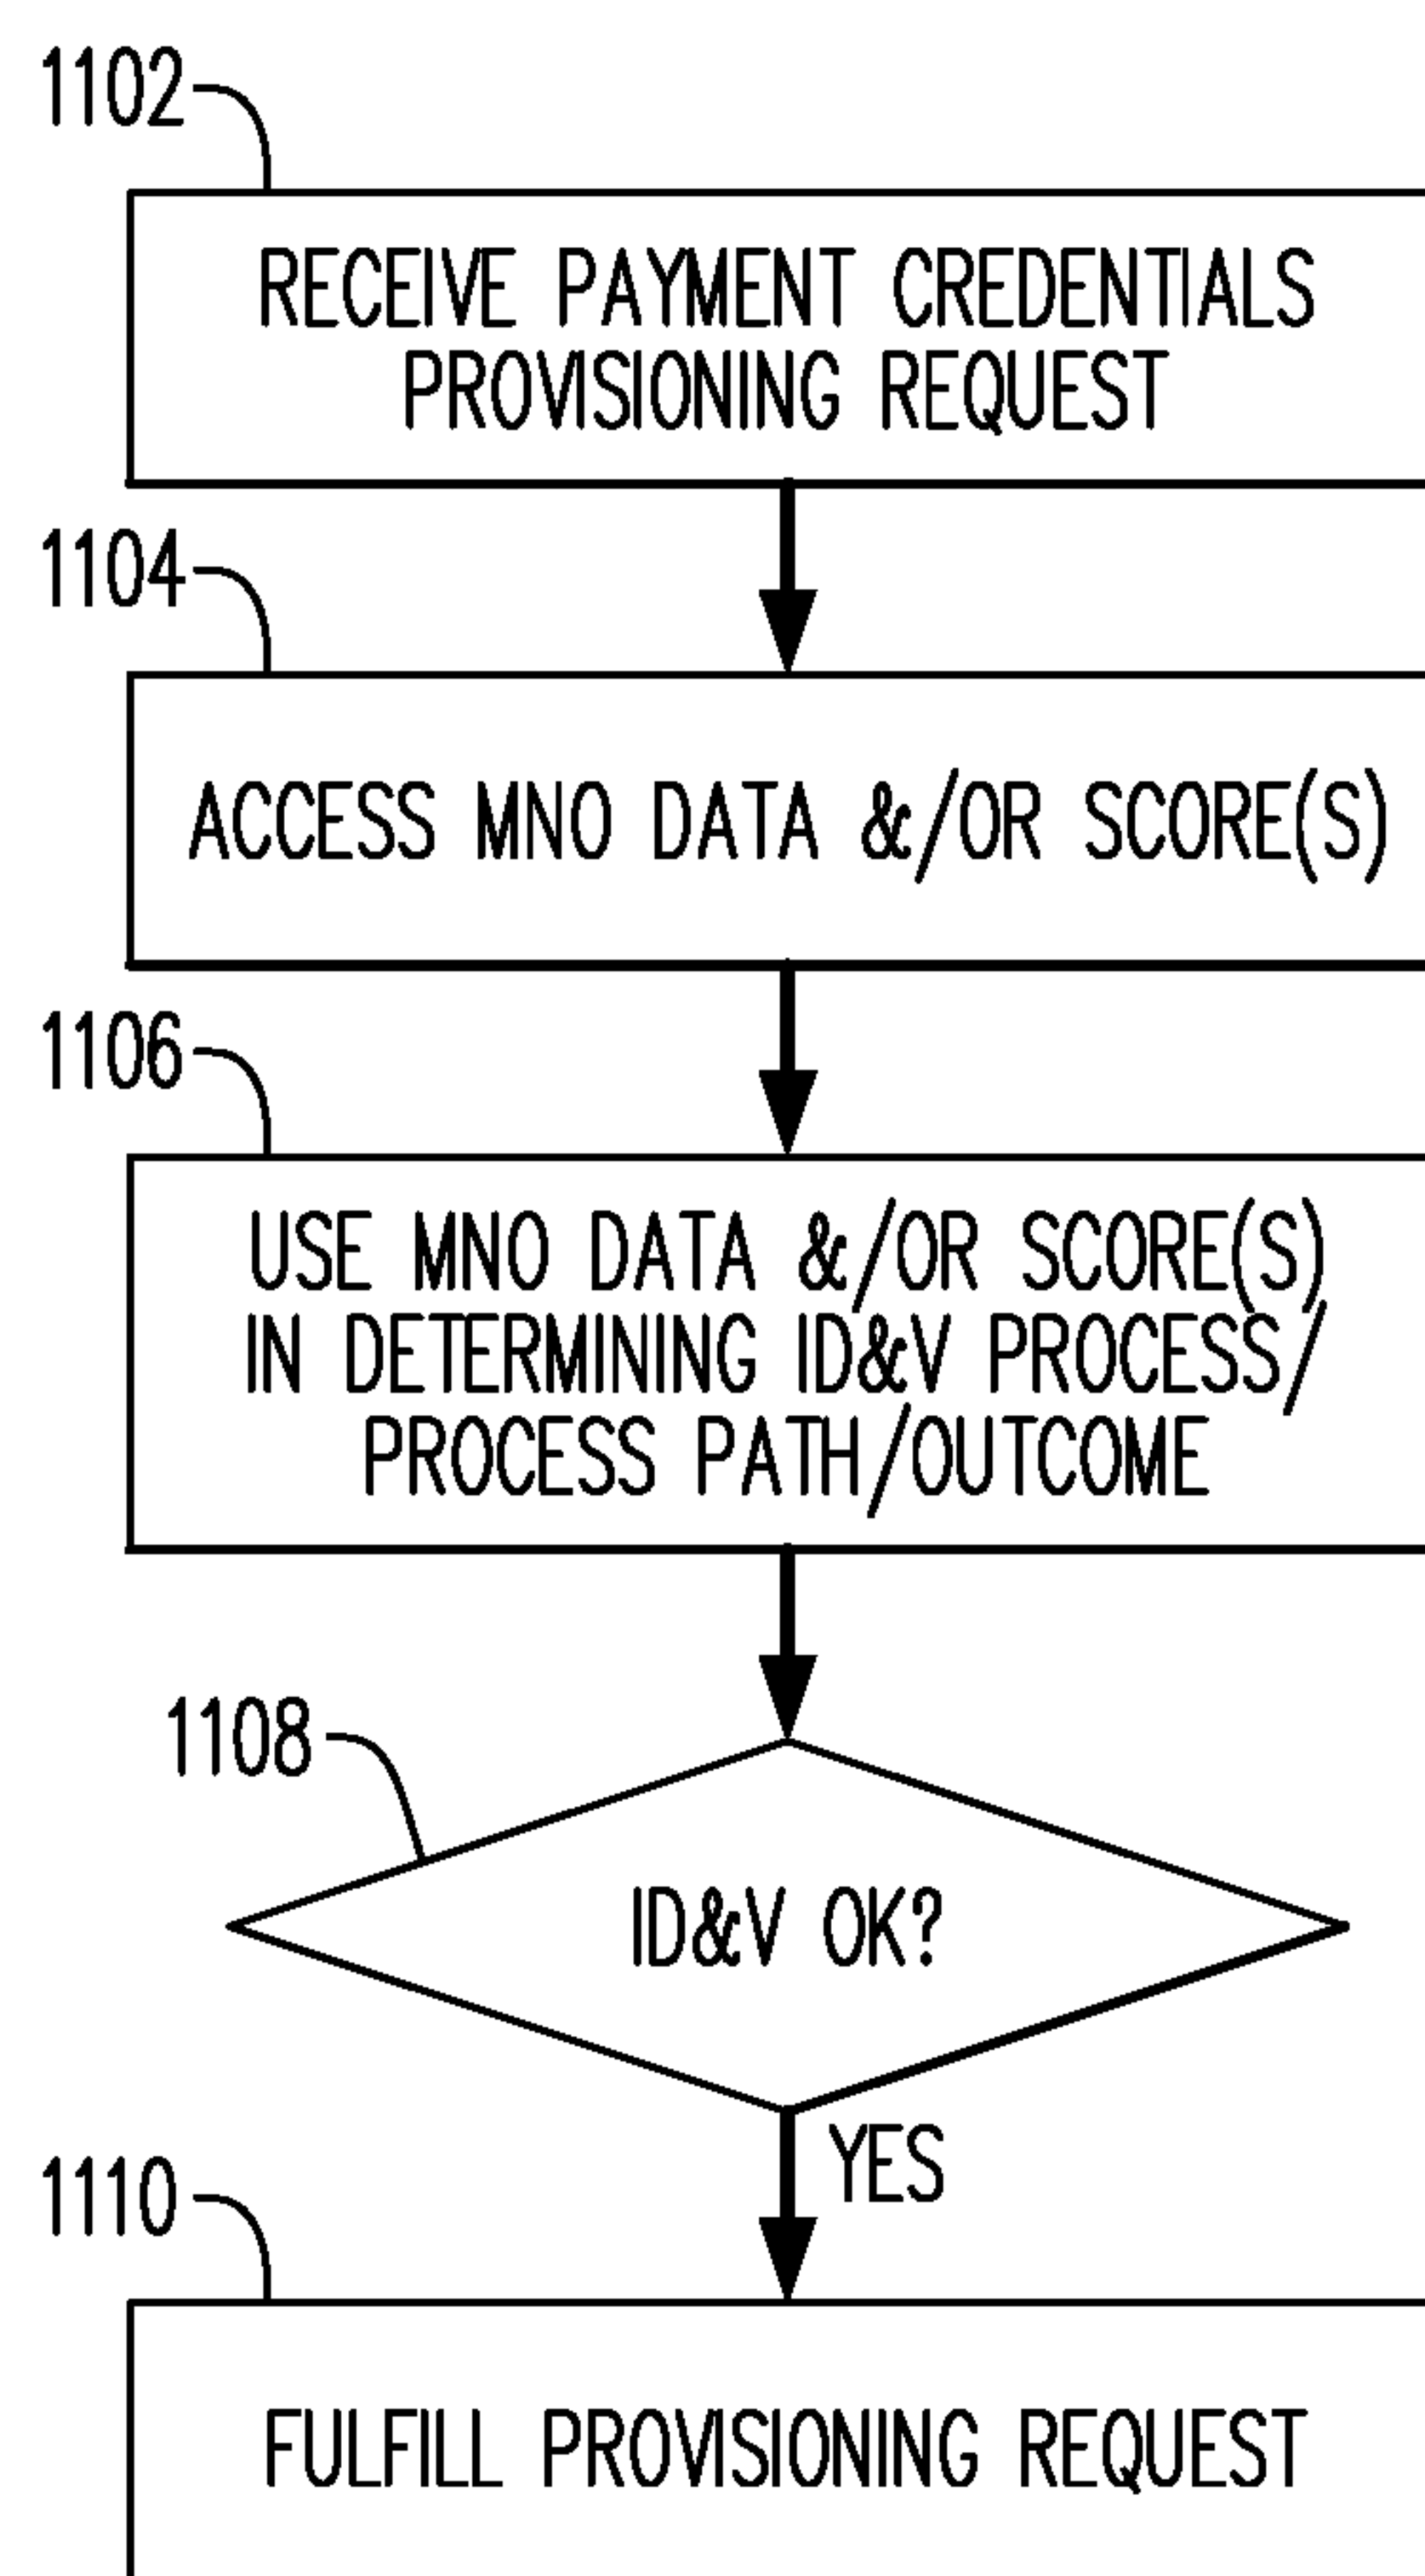 1102
RECEIVE PAYMENT CREDENTIALS
PROVISIONING REQUEST
1104
ACCESS MNO DATA &/OR SCORE(S)
1106
USE MNO DATA &/OR SCORE(S)
IN DETERMINING ID&V PROCESS/
PROCESS PATH/OUTCOME
1108
ID&V OK?
YES
1110
FULFILL PROVISIONING REQUEST